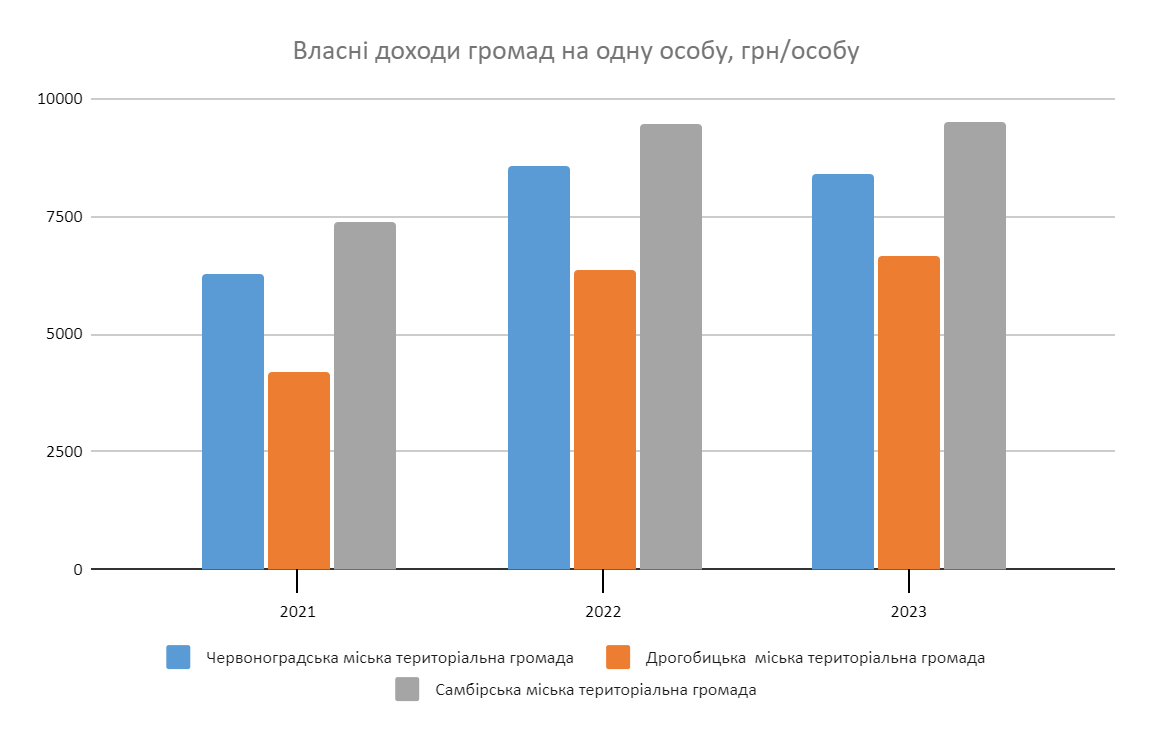 Власні доходи громад на одну особу, грн/особу
10000
7500
5000
2500
0
2021 2022 2023
Червоноградська міська територіальна громада Дрогобицька міська територіальна громада
Самбірська міська територіальна громада